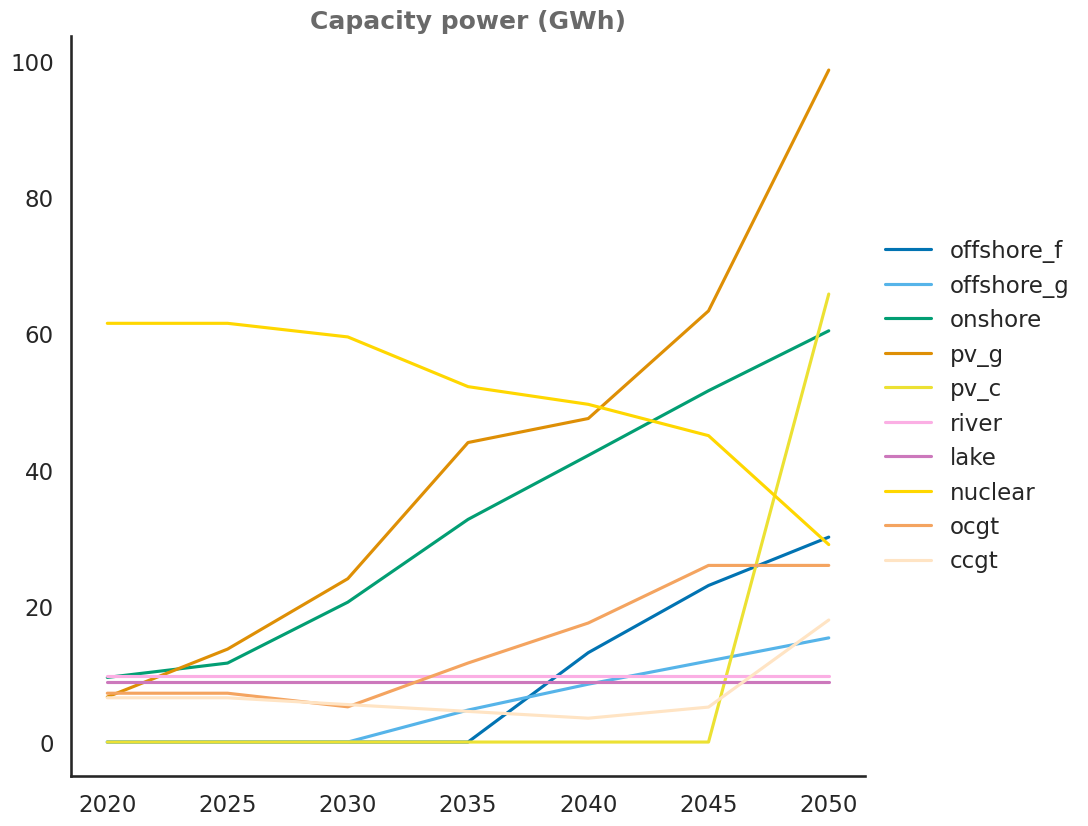 Capacity power (GWh)
100
80
60
40
20
0
2020 2025 2030 2035 2040 2045 2050
offshore_f
offshore_g
onshore
pv_g
pv_c
river
lake
nuclear
ocgt
ccgt